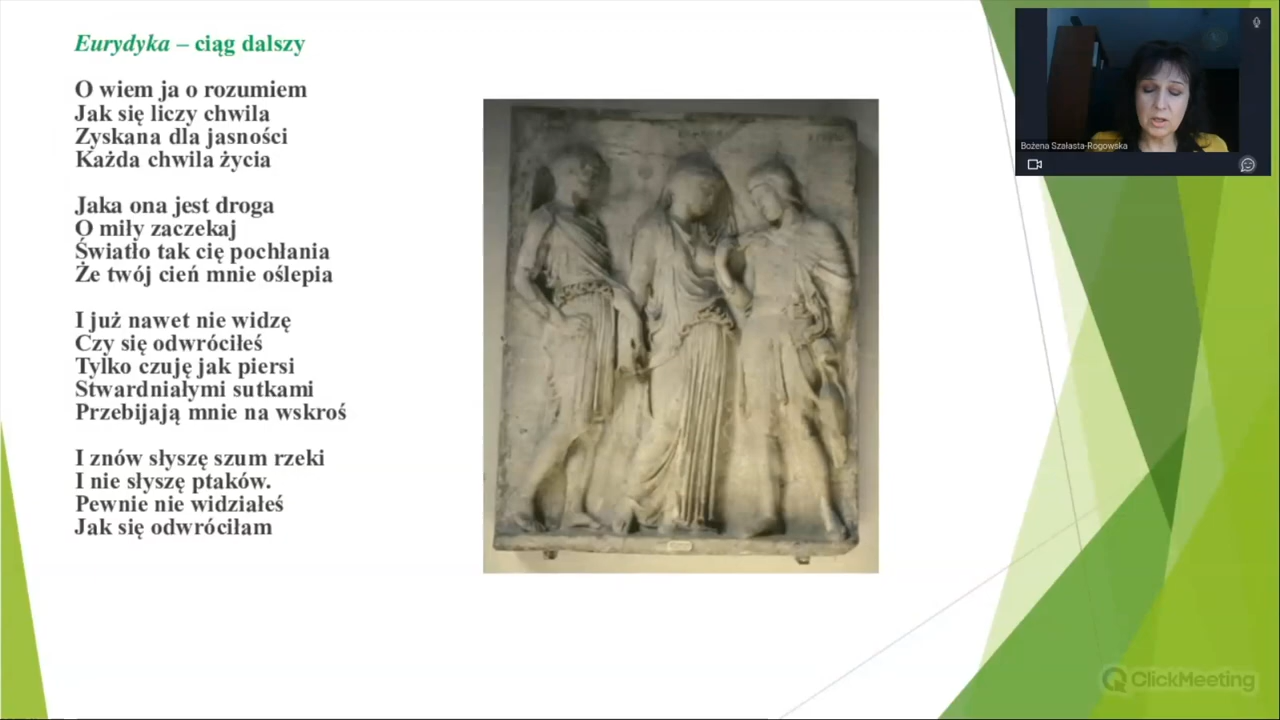 Eurydyka – ciąg dalszy
O wiem ja o rozumiem
Jak się liczy chwila
Zyskana dla jasności
Każda chwila życia
Jaka ona jest droga
O miły zaczekaj
Światło tak cię pochłania
Że twój cień mnie oślepia
I już nawet nie widzę
Czy się odwróciłeś
Tylko czuję jak piersi
Stwardniałymi sutkami
Przebijają mnie na wskroś
I znów słyszę szum rzeki
I nie słyszę ptaków.
Pewnie nie widziałeś
Jak się odwróciłam
Bożena Szałasta-Rogowska
ClickMeeting